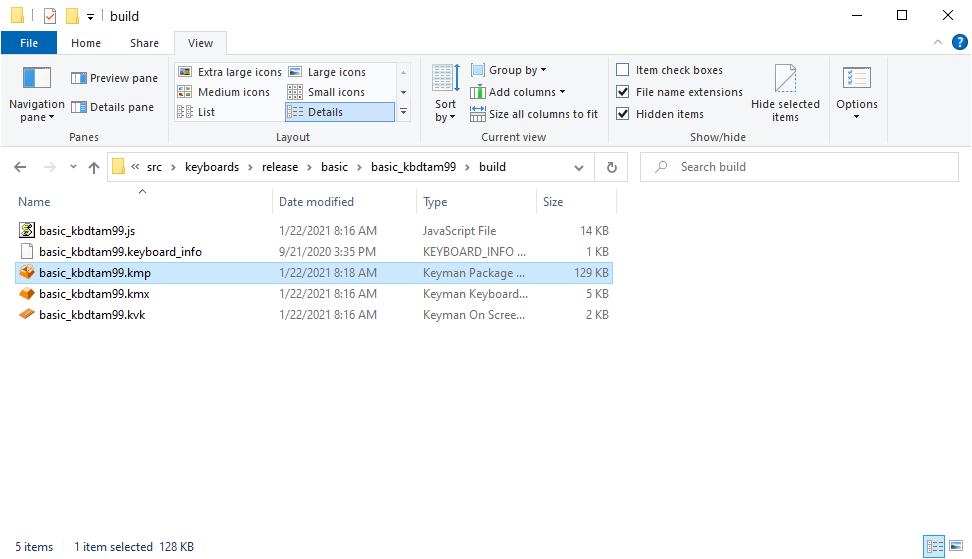 build
File Home Share View
Navigation pane
Preview pane
Details pane
Panes
Extra large icons Large icons
Medium icons Small icons
List Details
Layout
Sort by
Group by
Add columns
Size all columns to fit
Current view
Item check boxes
File name extensions
Hidden items
Hide selected items
Show/hide
Options
« src › keyboards › release › basic › basic_kbdtam99 › build
Search build
Name Date modified Type Size
basic_kbdtam99.js 1/22/2021 8:16 AM JavaScript File 14 KB
basic_kbdtam99.keyboard_info 9/21/2020 3:35 PM KEYBOARD_INFO ... 1 KB
basic_kbdtam99.kmp 1/22/2021 8:18 AM Keyman Package ... 129 KB
basic_kbdtam99.kmx 1/22/2021 8:16 AM Keyman Keyboard... 5 KB
basic_kbdtam99.kvk 1/22/2021 8:16 AM Keyman On Scree... 2 KB
5 items 1 item selected 128 KB